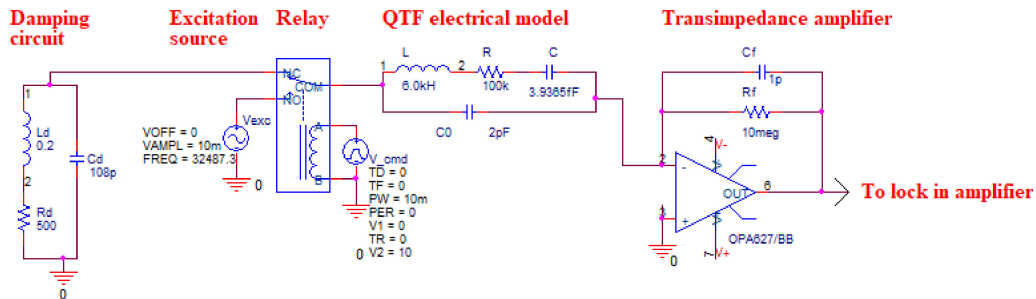 Damping
circuit
Excitation
source
Relay
QTF electrical model
Transimpedance amplifier
1
Ld
0.2
2
Rd
500
Cd
108p
0
VOFF = 0
VAMPL = 10m
FREQ = 32487.3
Vexc
0
NC
COM
NO
A
B
V_cmd
TD = 0
TF = 0
PW = 10m
PER = 0
V1 = 0
TR = 0
V2 = 10
0
L
R
C
1
2
6.0kH
100k
3.9365fF
C0
2pF
Cf
1p
Rf
10meg
4
V-
2
-
OUT
6
3
+
7
V+
OPA627/BB
0
To lock in amplifier